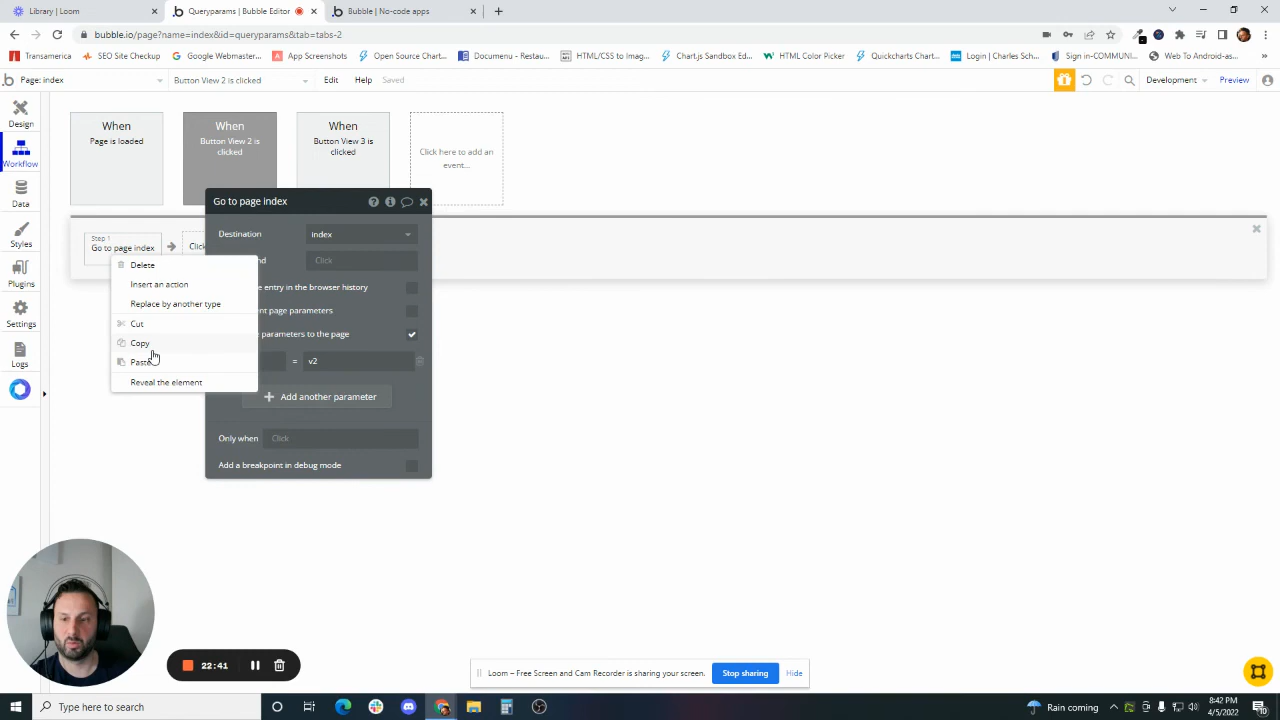 Library | Loom
Queryparams | Bubble Editor
Bubble | No-code apps
bubble.io/page?name=index&id=queryparams&tab=tabs-2
Transamerica
SEO Site Checkup
Google Webmaster...
App Screenshots
Open Source Color...
Documenu - Restau...
HTML/CSS to Imag...
Chart.js Sandbox Ed...
HTML Color Picker
Quickcharts Chart...
Login | Charles Sch...
Sign in-COMMUNI...
Web To Android-as...
Page: index
Button View 2 is clicked
Edit
Help
Saved
Development
Preview
Design
Workflow
Data
Styles
Plugins
Settings
Logs
When
Page is loaded
When
Button View 2 is
clicked
When
Button View 3 is
clicked
Click here to add an
event...
Step 1
Go to page index
Click
Go to page index
Destination
index
Click
entry in the browser history
page parameters
parameters to the page
=
v2
Add another parameter
Only when
Click
Add a breakpoint in debug mode
Delete
Insert an action
Replace by another type
Cut
Copy
Paste
Reveal the element
22:41
Loom – Free Screen and Cam Recorder is sharing your screen.
Stop sharing
Hide
Type here to search
Rain coming
8:42 PM
4/5/2022
10